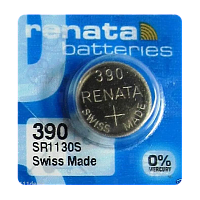 renata
batteries
390
RENATA
SWISS
MADE
390
SR1130S
Swiss Made
0%
MERCURY